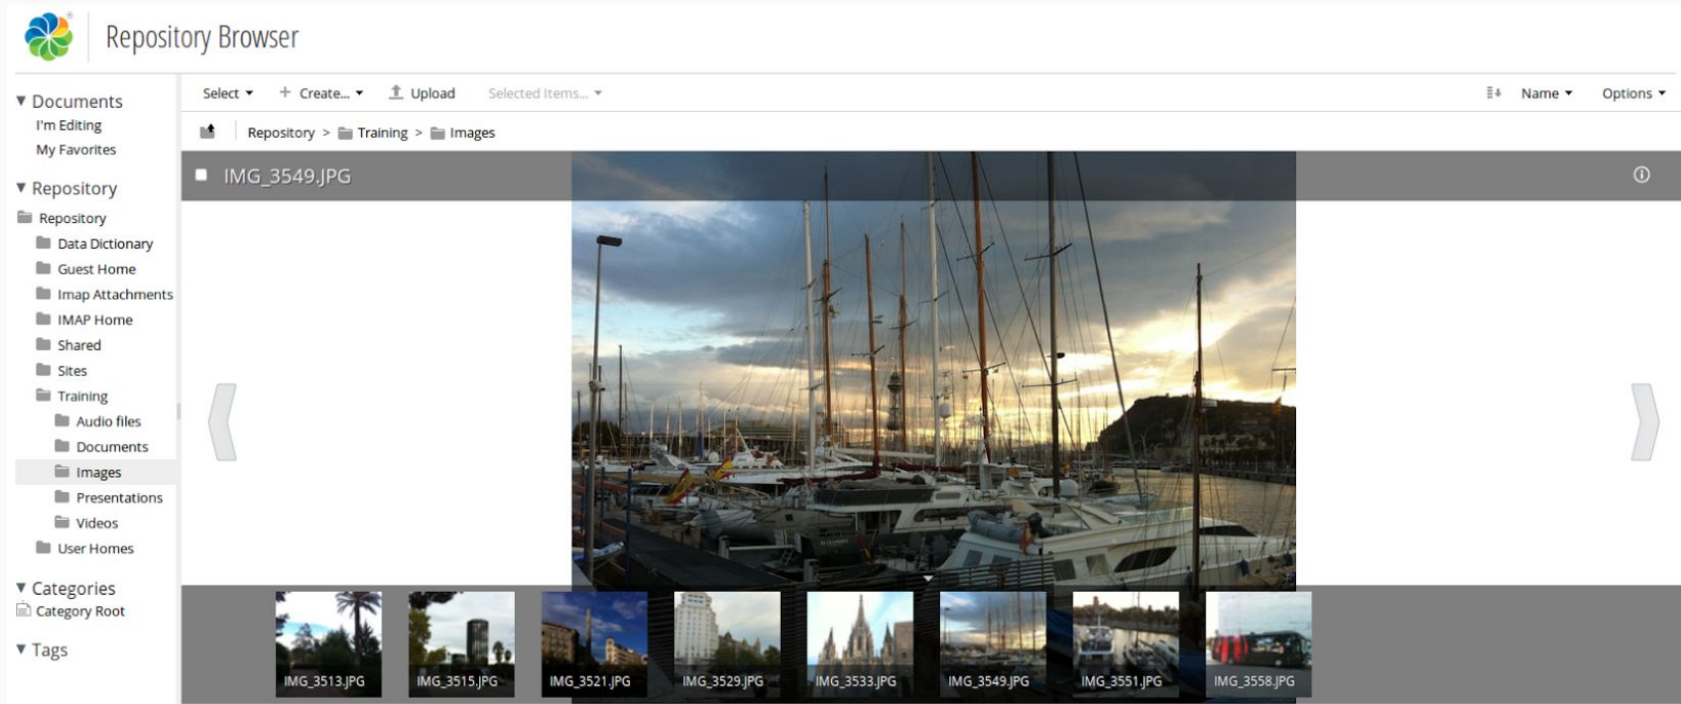 Repository Browser
Documents
I'm Editing
My Favorites
Repository
Repository
Data Dictionary
Guest Home
Imap Attachments
IMAP Home
Shared
Sites
Training
Audio files
Documents
Images
Presentations
Videos
User Homes
Categories
Category Root
Tags
Select + Create... Upload Selected Items... Name Options
Repository > Training > Images
IMG_3549.JPG
IMG_3513.JPG IMG_3515.JPG IMG_3521.JPG IMG_3529.JPG IMG_3533.JPG IMG_3549.JPG IMG_3551.JPG IMG_3558.JPG